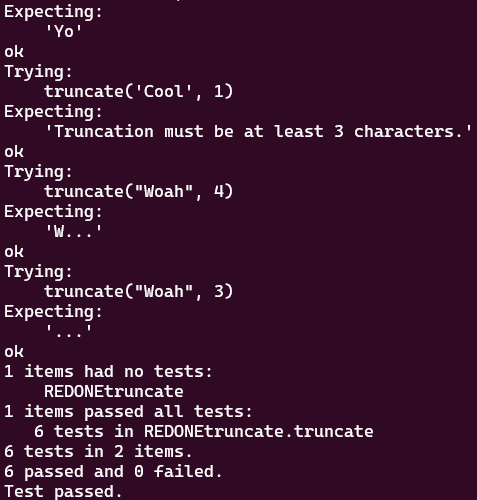 Expecting:
    'Yo'
ok
Trying:
    truncate('Cool', 1)
Expecting:
    'Truncation must be at least 3 characters.'
ok
Trying:
    truncate("Woah", 4)
Expecting:
    'W...'
ok
Trying:
    truncate("Woah", 3)
Expecting:
    '...'
ok
1 items had no tests:
    REDONEtruncate
1 items passed all tests:
   6 tests in REDONEtruncate.truncate
6 tests in 2 items.
6 passed and 0 failed.
Test passed.